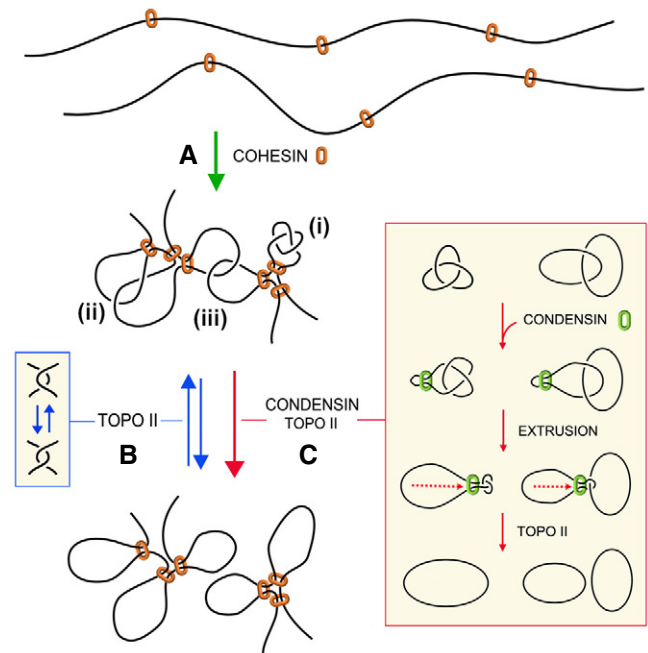 A COHESIN
(i)
(ii)
(iii)
CONDENSIN
TOPO II
B
CONDENSIN
TOPO II
C
EXTRUSION
TOPO II